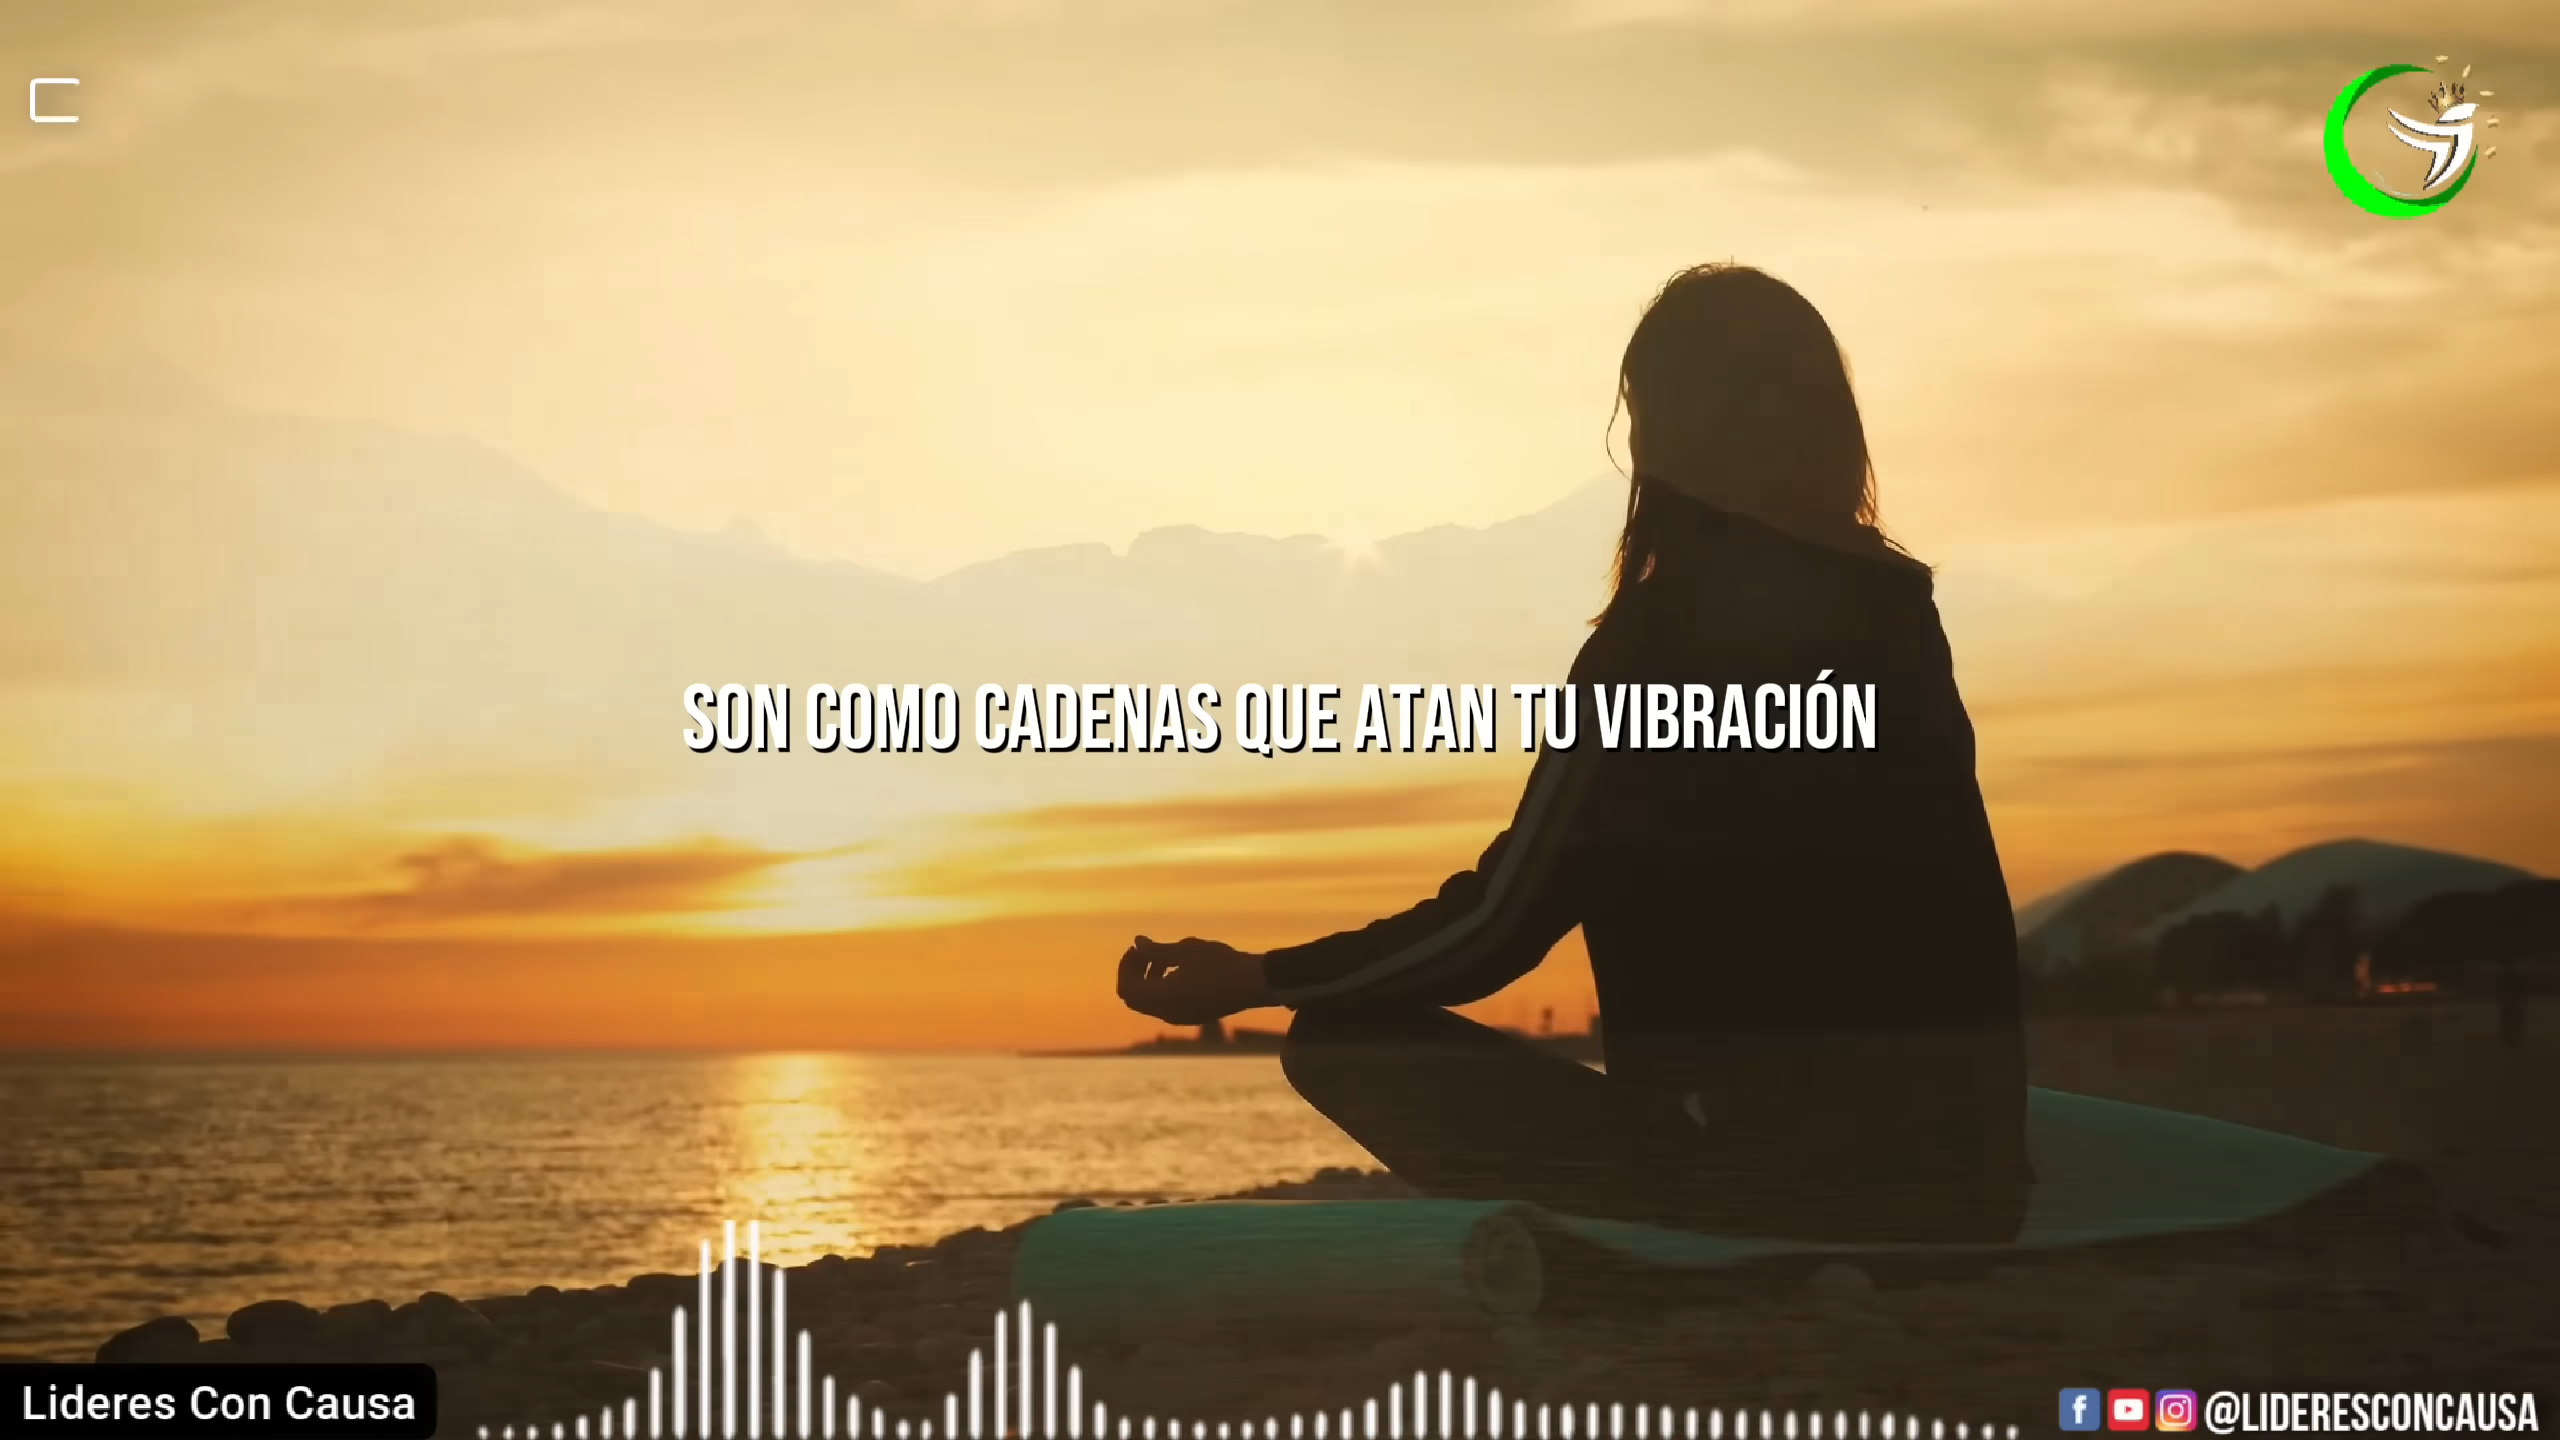 SON COMO CADENAS QUE ATAN TU VIBRACIÓN
Lideres Con Causa
@LIDERESCONCAUSA